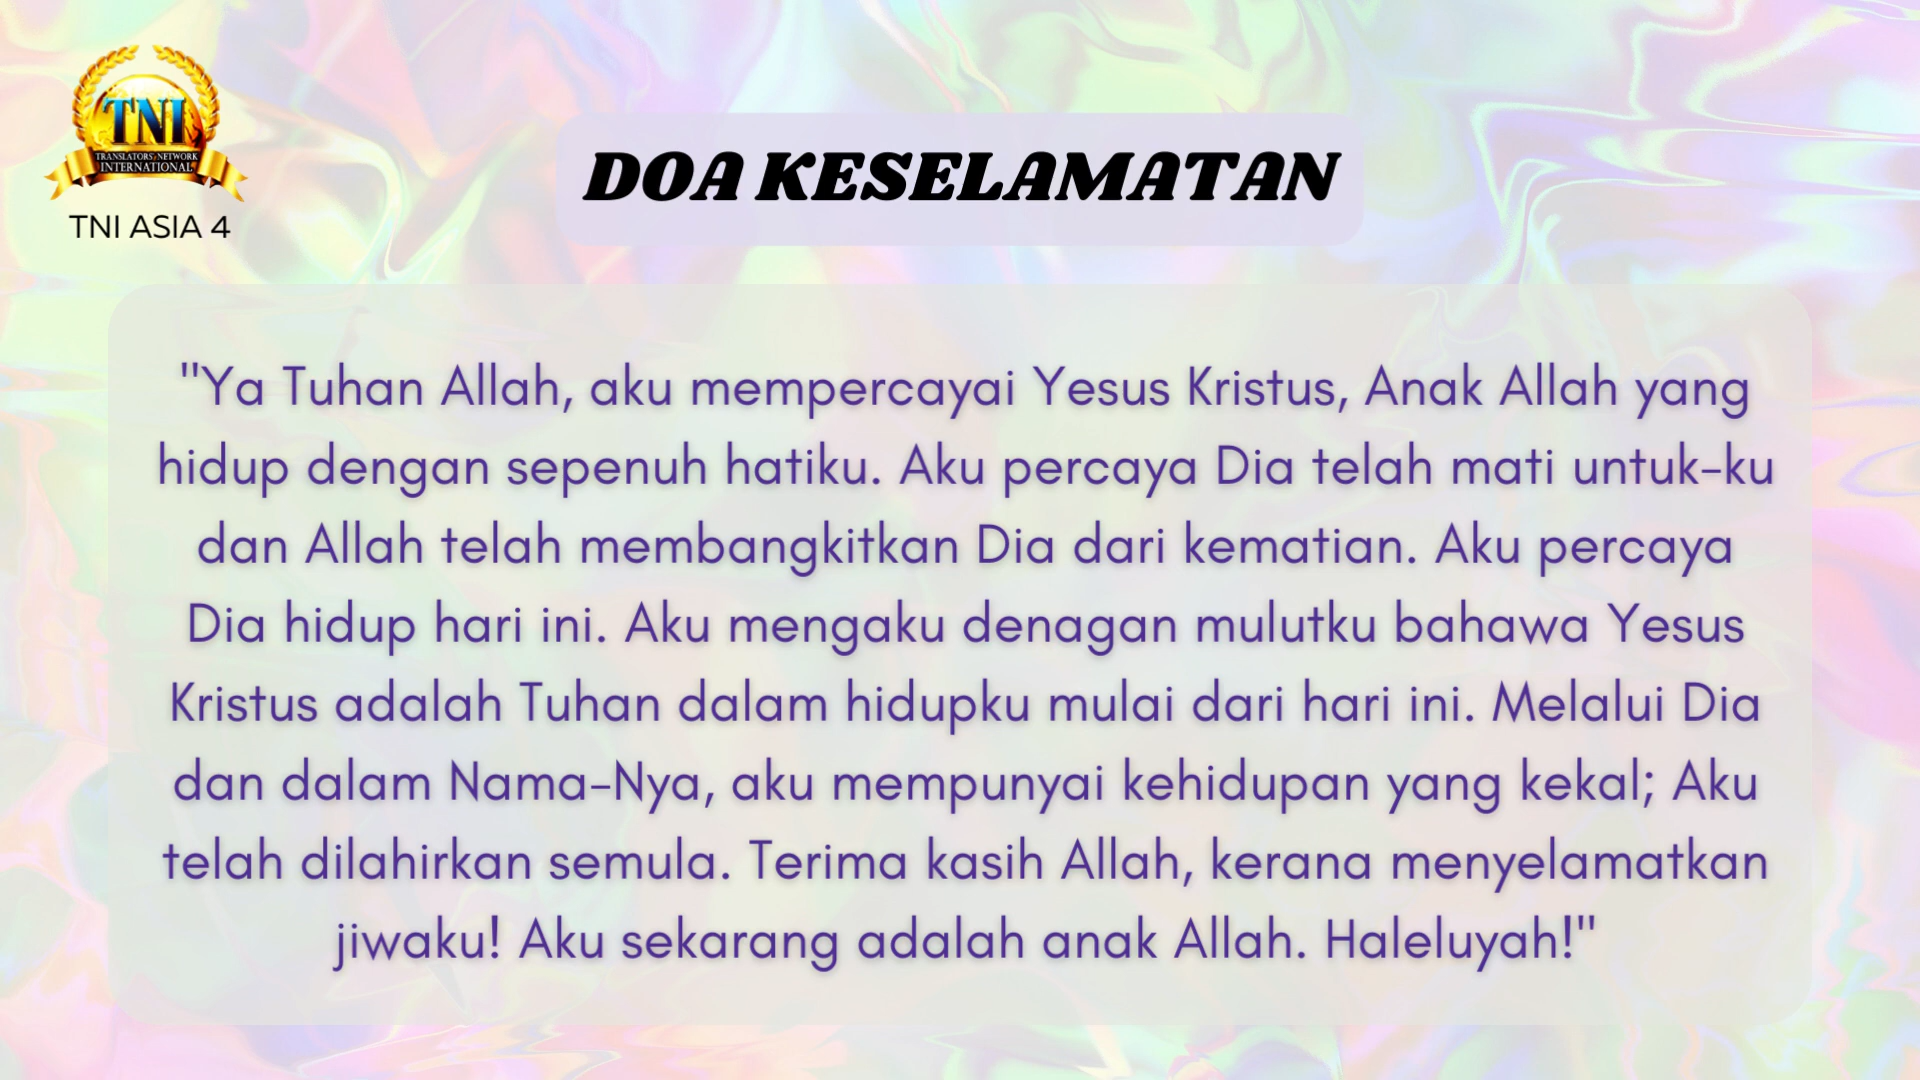 TNI
TRANSLATORS NETWORK
INTERNATIONAL
TNI ASIA 4
DOA KESELAMATAN
"Ya Tuhan Allah, aku mempercayai Yesus Kristus, Anak Allah yang
hidup dengan sepenuh hatiku. Aku percaya Dia telah mati untuk-ku
dan Allah telah membangkitkan Dia dari kematian. Aku percaya
Dia hidup hari ini. Aku mengaku denagan mulutku bahawa Yesus
Kristus adalah Tuhan dalam hidupku mulai dari hari ini. Melalui Dia
dan dalam Nama-Nya, aku mempunyai kehidupan yang kekal; Aku
telah dilahirkan semula. Terima kasih Allah, kerana menyelamatkan
jiwaku! Aku sekarang adalah anak Allah. Haleluyah!"